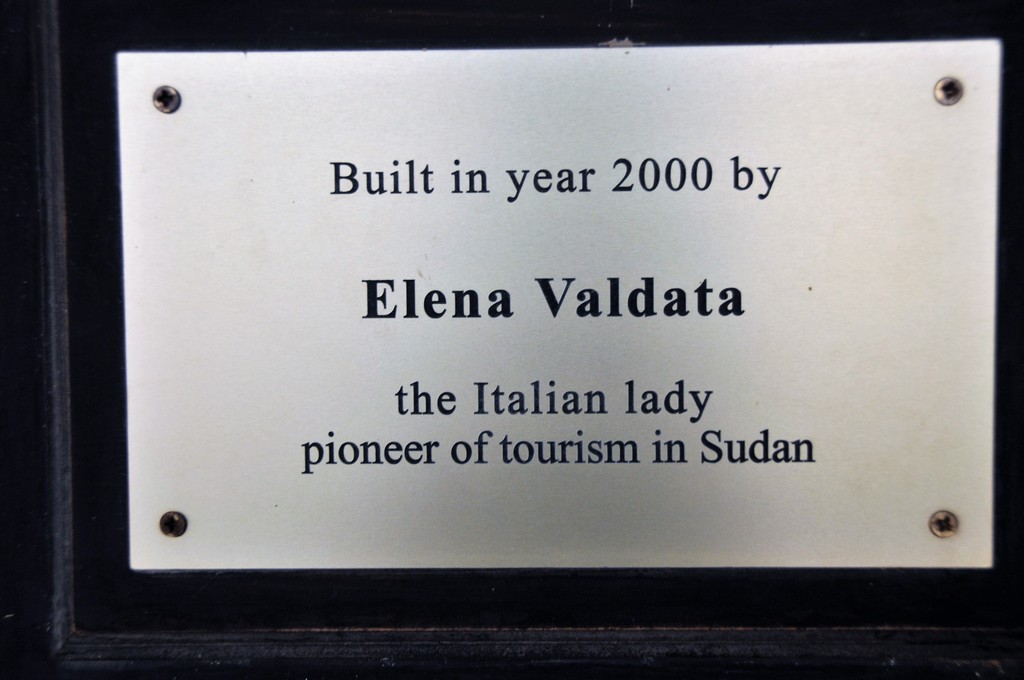 Built in year 2000 by
Elena Valdata
the Italian lady
pioneer of tourism in Sudan